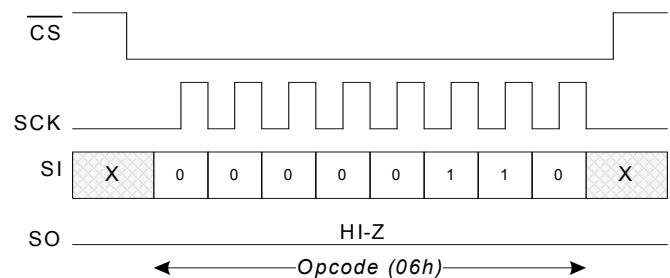 CS
SCK
SI X 0 0 0 0 0 1 1 0 X
SO HI-Z
Opcode (06h)